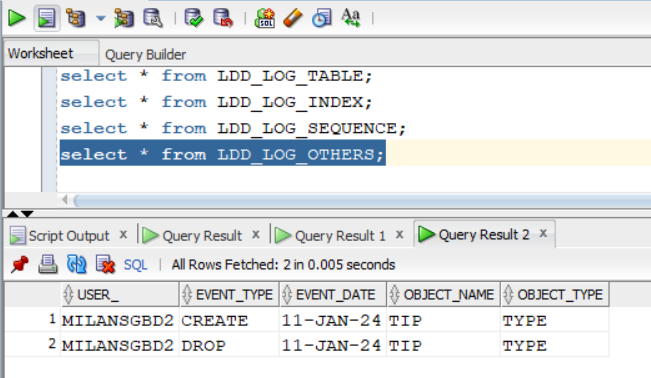 SQL
Aa
Worksheet Query Builder
select * from LDD_LOG_TABLE;
select * from LDD_LOG_INDEX;
select * from LDD_LOG_SEQUENCE;
select * from LDD_LOG_OTHERS;
Script Output x Query Result x Query Result 1 x Query Result 2 x
SQL | All Rows Fetched: 2 in 0.005 seconds
USER_ EVENT_TYPE EVENT_DATE OBJECT_NAME OBJECT_TYPE
1 MILANSGBD2 CREATE 11-JAN-24 TIP TYPE
2 MILANSGBD2 DROP 11-JAN-24 TIP TYPE